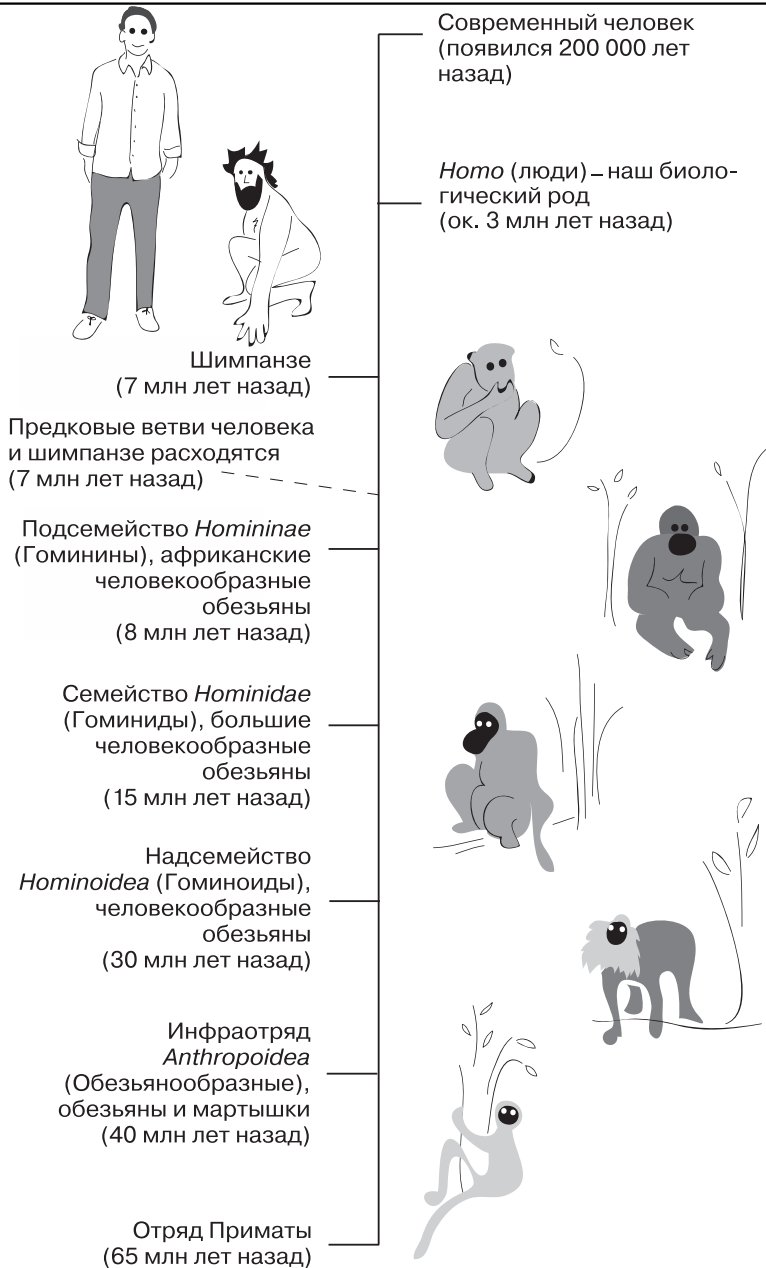 Современный человек
(появился 200 000 лет
назад)
Homo (люди) – наш биоло-
гический род
(ок. 3 млн лет назад)
Шимпанзе
(7 млн лет назад)
Предковые ветви человека
и шимпанзе расходятся
(7 млн лет назад)
Подсемейство Homininae
(Гоминины), африканские
человекообразные
обезьяны
(8 млн лет назад)
Семейство Hominidae
(Гоминиды), большие
человекообразные
обезьяны
(15 млн лет назад)
Надсемейство
Hominoidea (Гоминоиды),
человекообразные
обезьяны
(30 млн лет назад)
Инфраотряд
Anthropoidea
(Обезьянообразные),
обезьяны и мартышки
(40 млн лет назад)
Отряд Приматы
(65 млн лет назад)